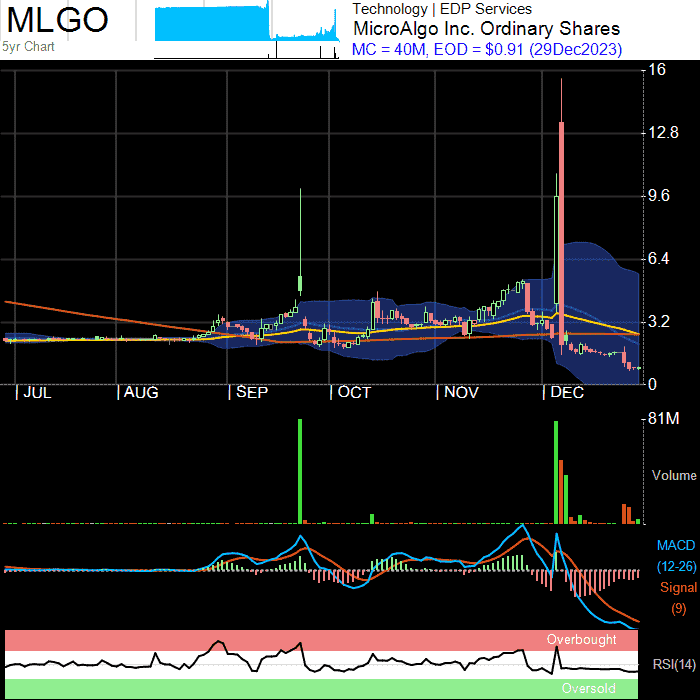 MLGO
5yr Chart
Technology | EDP Services
MicroAlgo Inc. Ordinary Shares
MC = 40M, EOD = $0.91 (29Dec2023)
16
12.8
9.6
6.4
3.2
0
JUL
AUG
SEP
OCT
NOV
DEC
81M
Volume
MACD
(12-26)
Signal
(9)
Overbought
RSI(14)
Oversold